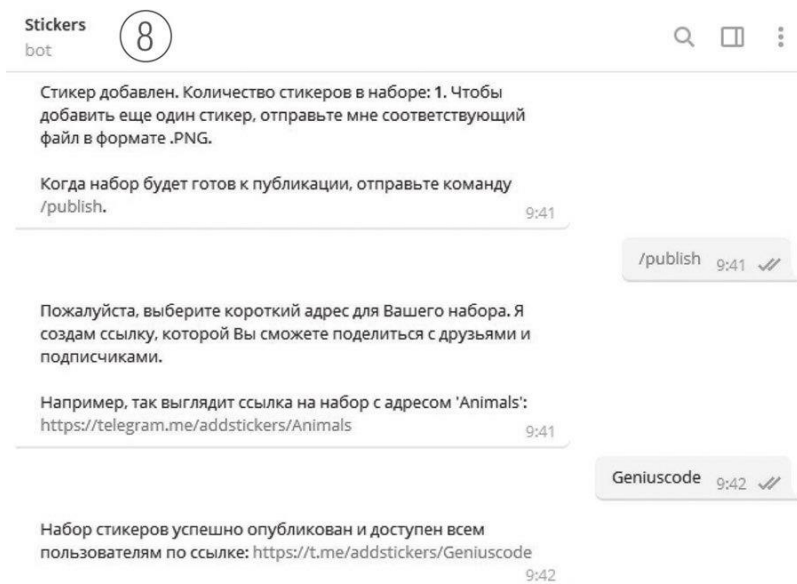 Stickers
bot
8
Стикер добавлен. Количество стикеров в наборе: 1. Чтобы
добавить еще один стикер, отправьте мне соответствующий
файл в формате .PNG.
Когда набор будет готов к публикации, отправьте команду
/publish.
9:41
/publish 9:41
Пожалуйста, выберите короткий адрес для Вашего набора. Я
создам ссылку, которой Вы сможете поделиться с друзьями и
подписчиками.
Например, так выглядит ссылка на набор с адресом 'Animals':
https://telegram.me/addstickers/Animals
9:41
Geniuscode 9:42
Набор стикеров успешно опубликован и доступен всем
пользователям по ссылке: https://t.me/addstickers/Geniuscode
9:42